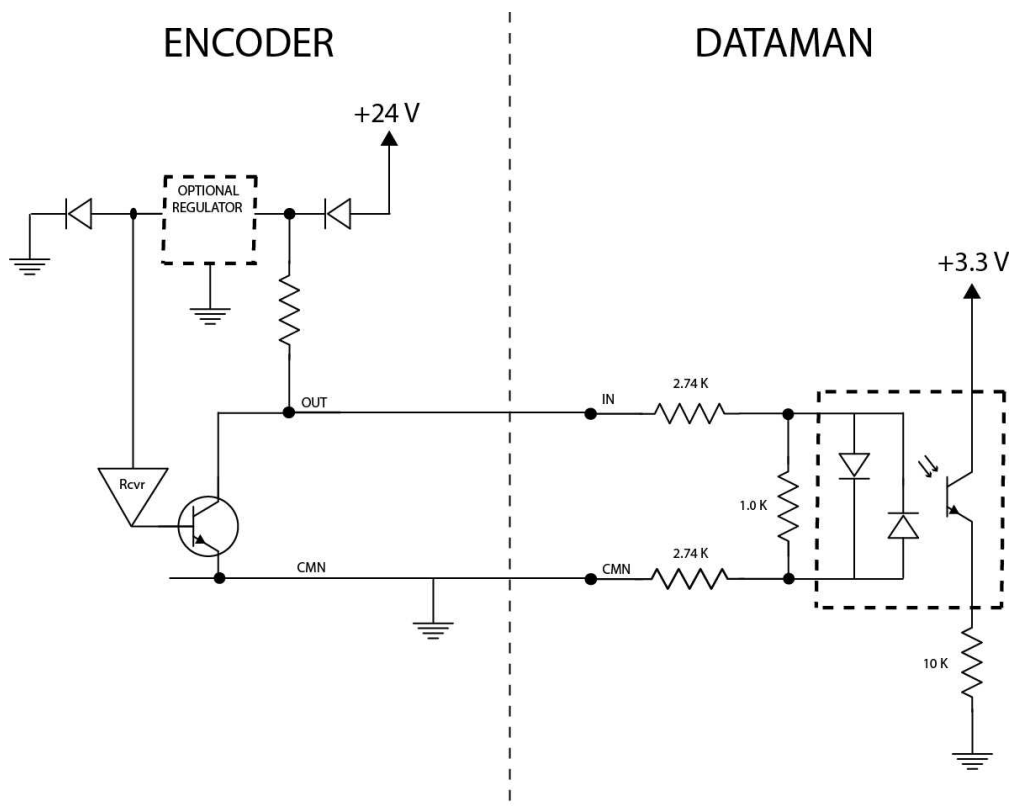 ENCODER
DATAMAN
+24 V
OPTIONAL
REGULATOR
+3.3 V
OUT
IN
2.74 K
Rcvr
1.0 K
CMN
CMN
2.74 K
10 K